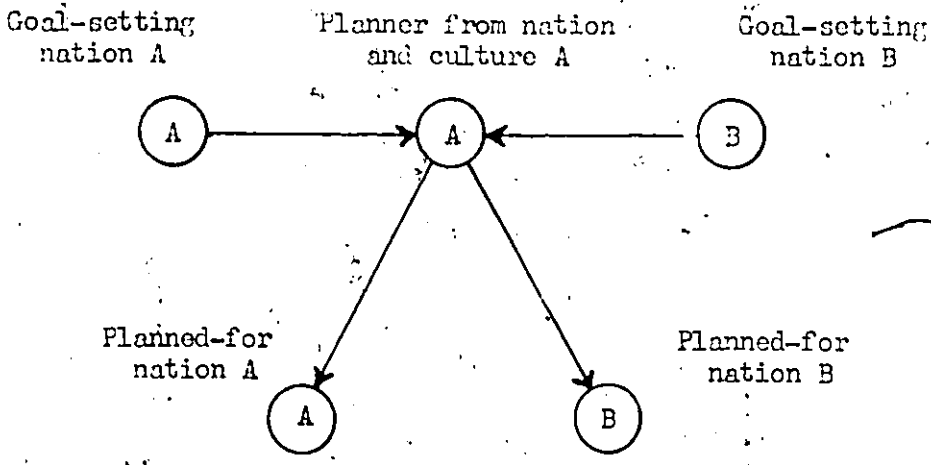 Goal-setting
nation A
Planner from nation
and culture A
Goal-setting
nation B
A
A
B
Planned-for
nation A
Planned-for
nation B
A
B